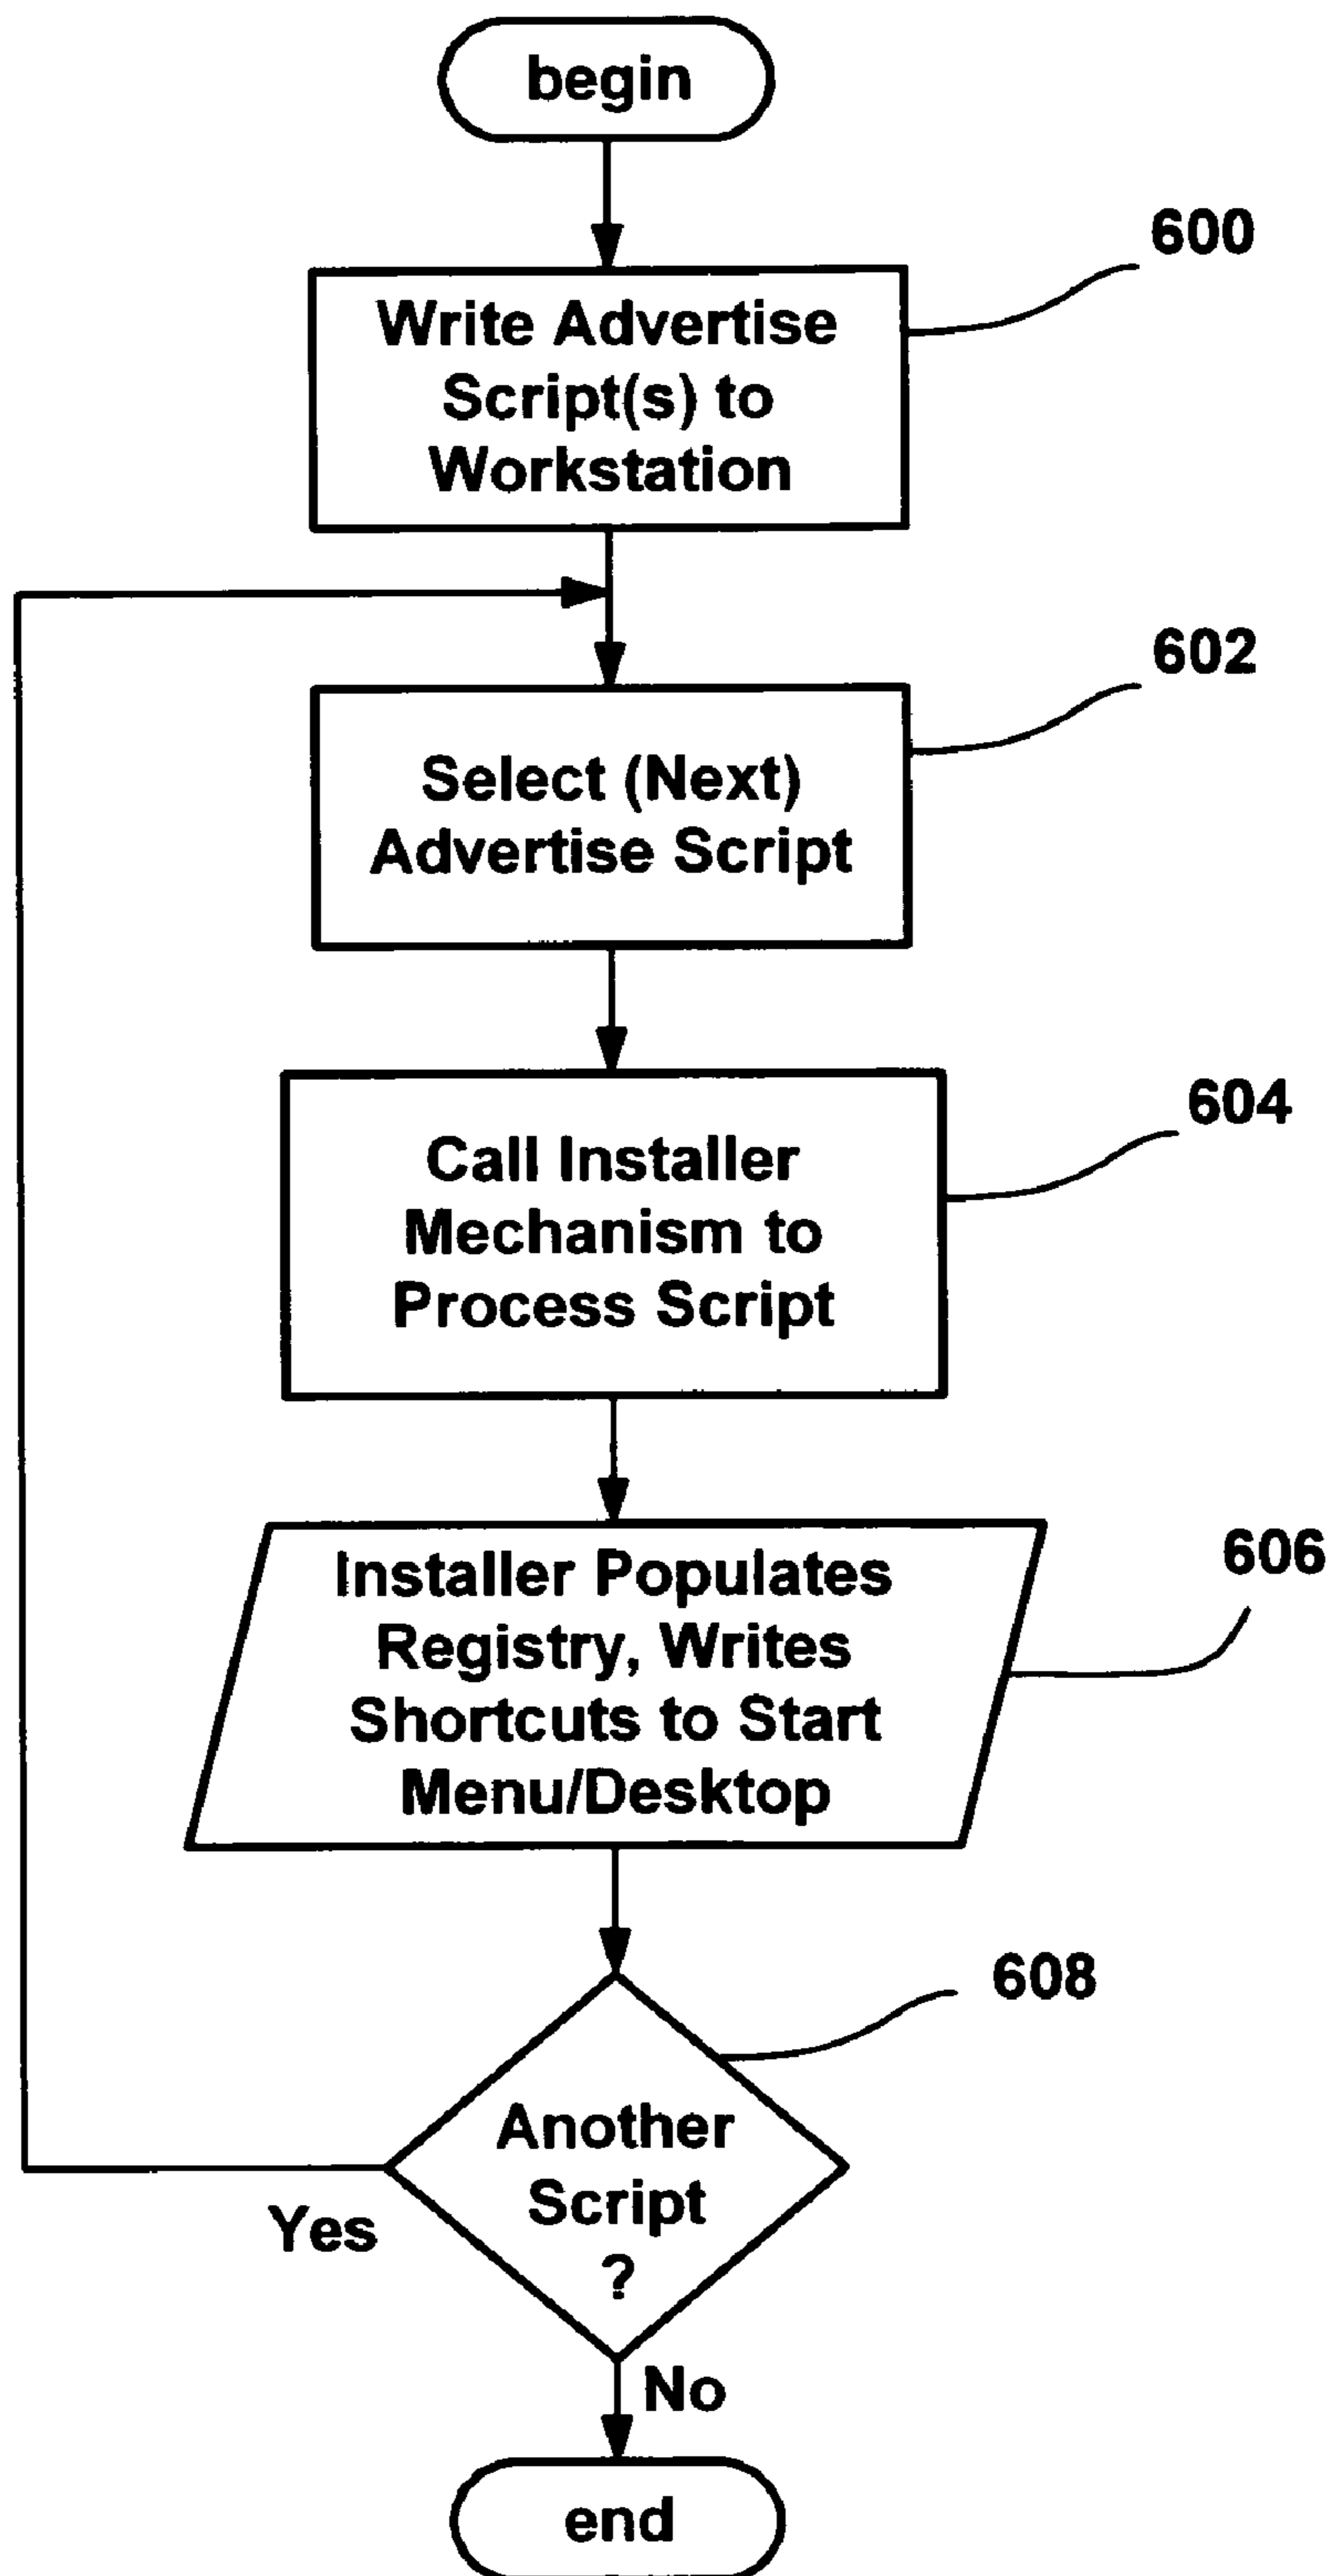 begin
600
Write Advertise
Script(s) to
Workstation
602
Select (Next)
Advertise Script
604
Call Installer
Mechanism to
Process Script
606
Installer Populates
Registry, Writes
Shortcuts to Start
Menu/Desktop
608
Another
Script
?
Yes
No
end